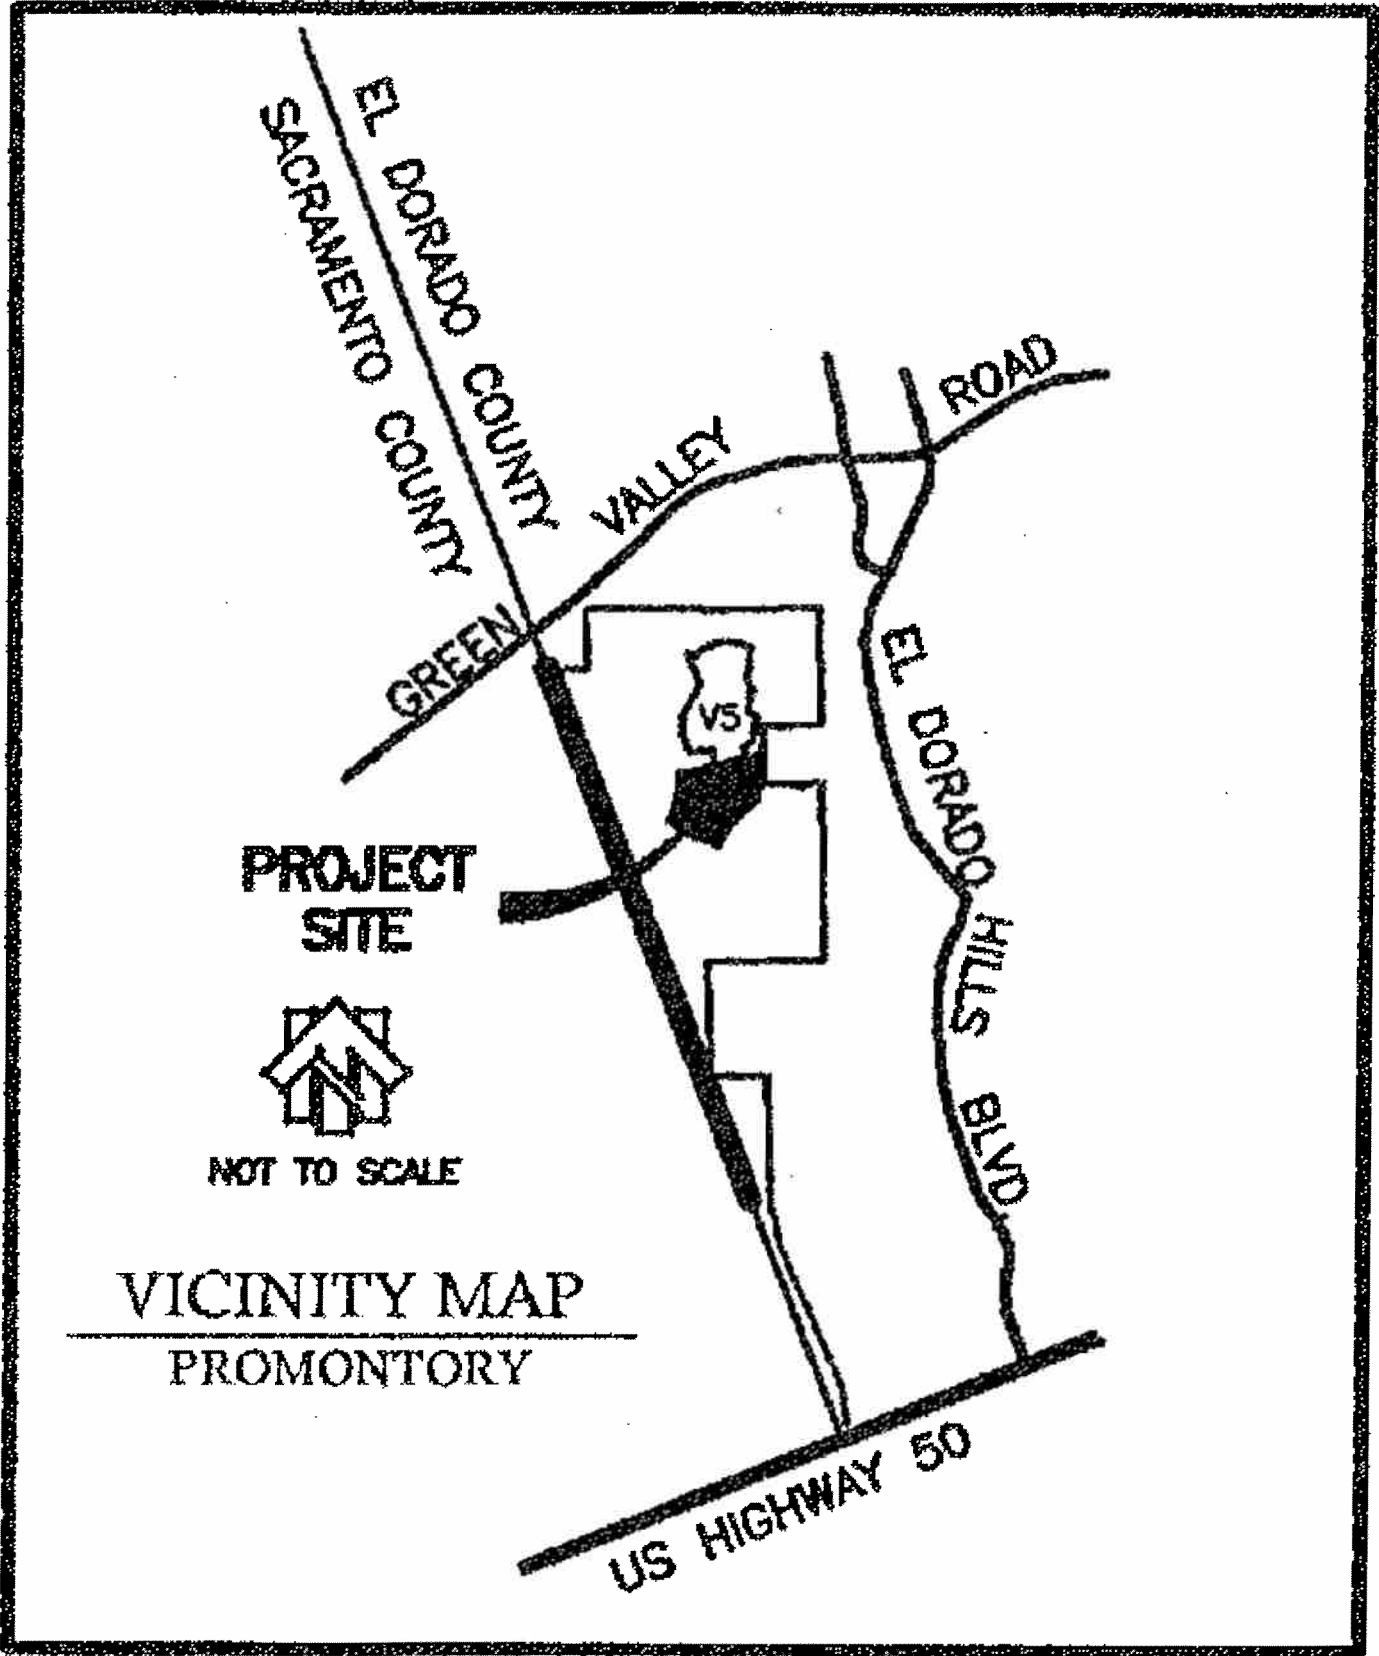 EL DORADO COUNTY
SACRAMENTO COUNTY
GREEN VALLEY ROAD
V5
EL DORADO HILLS BLVD
PROJECT
SITE
NOT TO SCALE
VICINITY MAP
PROMONTORY
US HIGHWAY 50